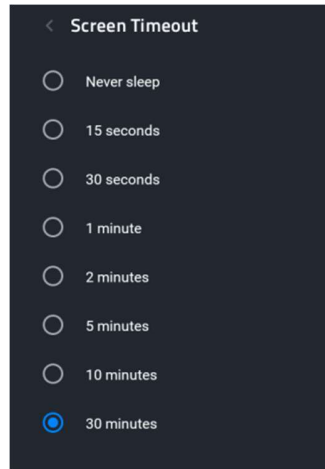 Screen Timeout
Never sleep
15 seconds
30 seconds
1 minute
2 minutes
5 minutes
10 minutes
30 minutes